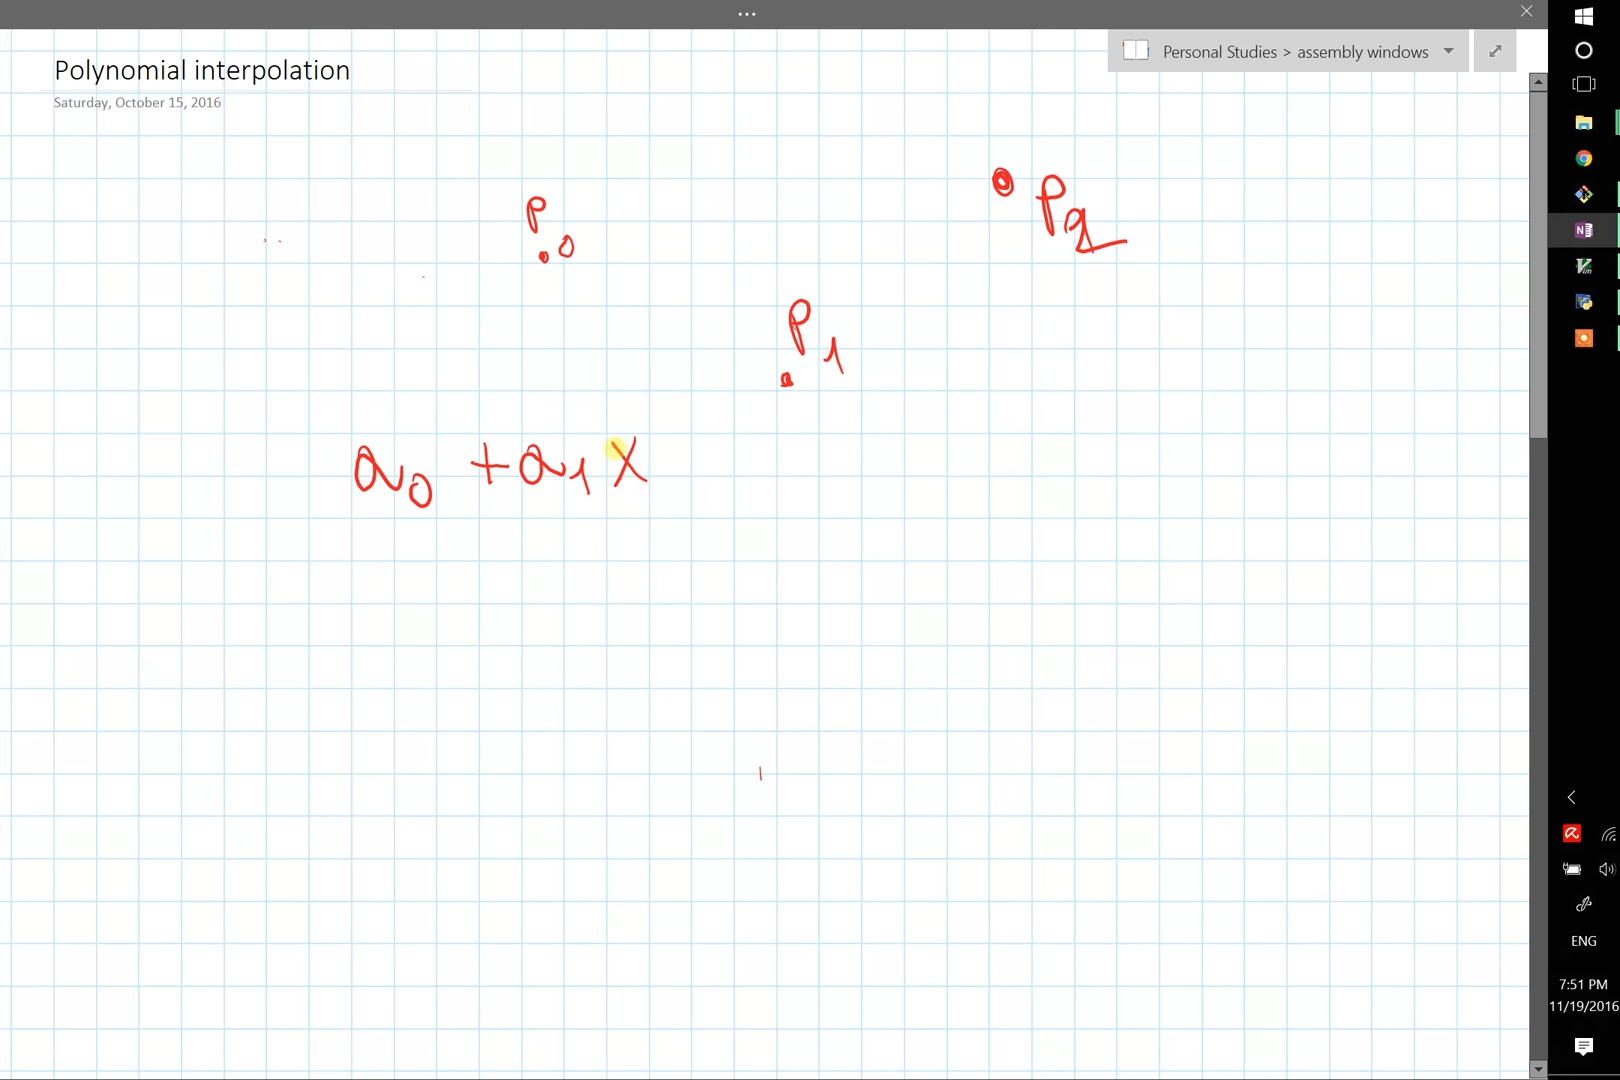 Personal Studies > assembly windows
Polynomial interpolation
Saturday, October 15, 2016
P0
P2
P1
a0 + a1 X
ENG
7:51 PM
11/19/2016